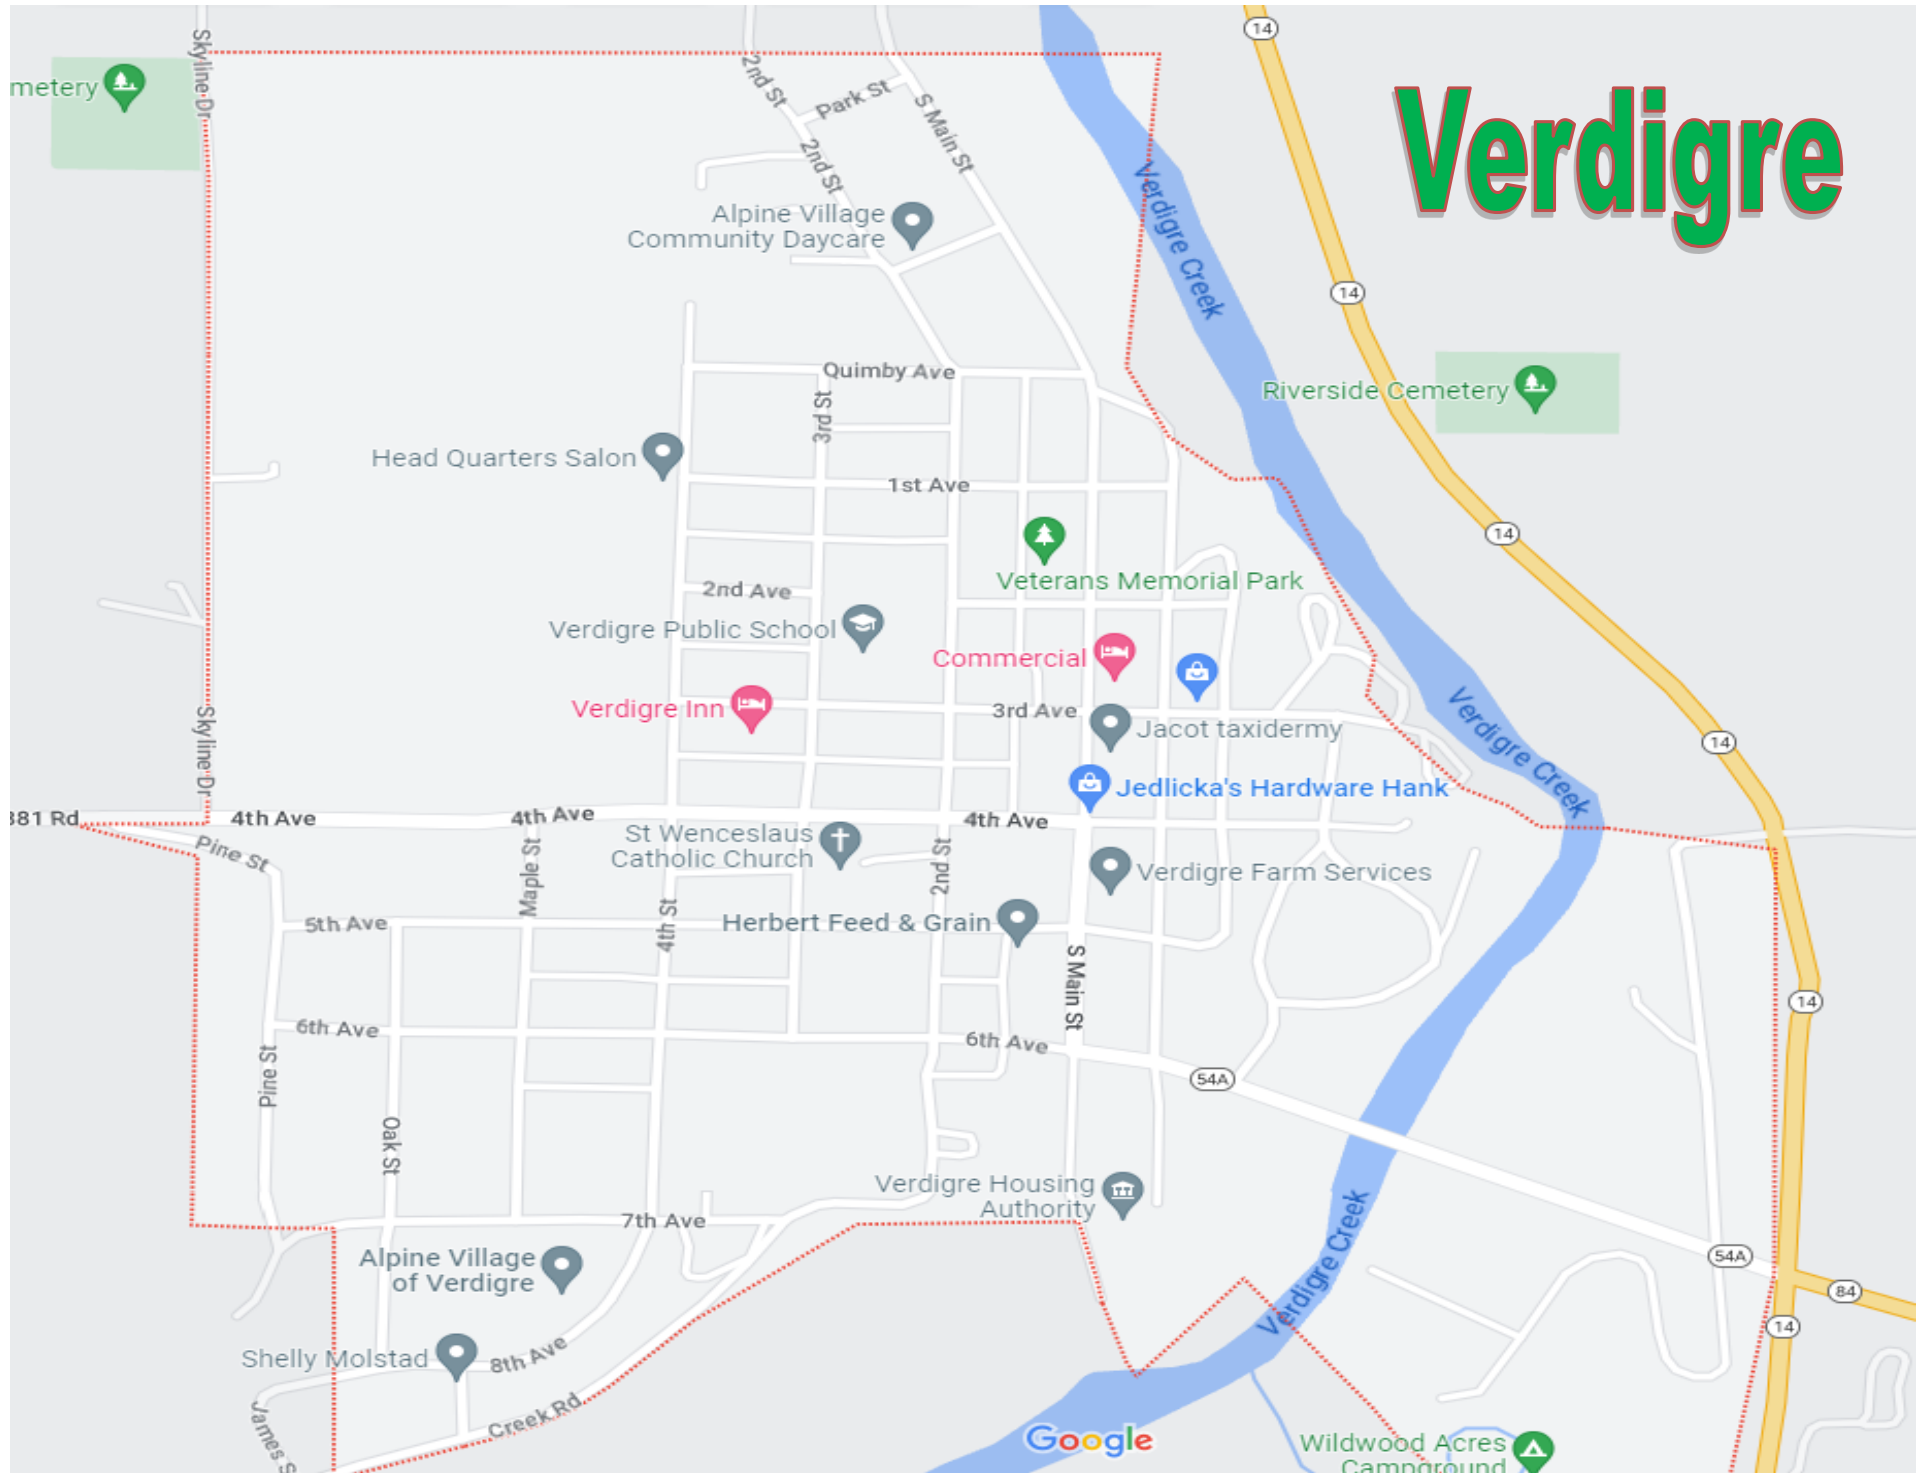 14
Skyline Dr
metery
2nd St
Park St
S Main St
Verdigre
2nd St
Verdigre Creek
Alpine Village
Community Daycare
14
Quimby Ave
Riverside Cemetery
3rd St
Head Quarters Salon
1st Ave
14
Veterans Memorial Park
2nd Ave
Verdigre Public School
Commercial
Verdigre Inn
3rd Ave
Jacot taxidermy
Verdigre Creek
14
Skyline Dr
Jedlicka's Hardware Hank
381 Rd
4th Ave
4th Ave
4th Ave
St Wenceslaus
Catholic Church
Pine St
Maple St
2nd St
Verdigre Farm Services
5th Ave
4th St
Herbert Feed & Grain
S Main St
14
6th Ave
6th Ave
Pine St
54A
Oak St
Verdigre Housing
Authority
7th Ave
Verdigre Creek
54A
Alpine Village
of Verdigre
84
14
Shelly Molstad
8th Ave
Creek Rd
James S
Google
Wildwood Acres
Campground